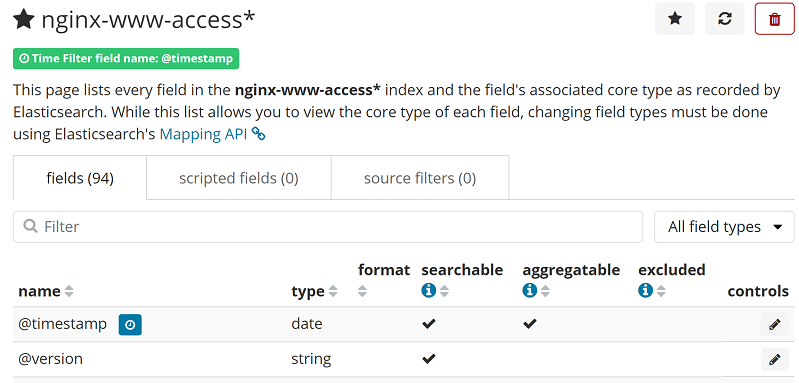 nginx-www-access*
Time Filter field name: @timestamp
This page lists every field in the nginx-www-access* index and the field's associated core type as recorded by
Elasticsearch. While this list allows you to view the core type of each field, changing field types must be done
using Elasticsearch's Mapping API
fields (94) scripted fields (0) source filters (0)
Filter All field types
name type format searchable aggregatable excluded controls
@timestamp date
@version string